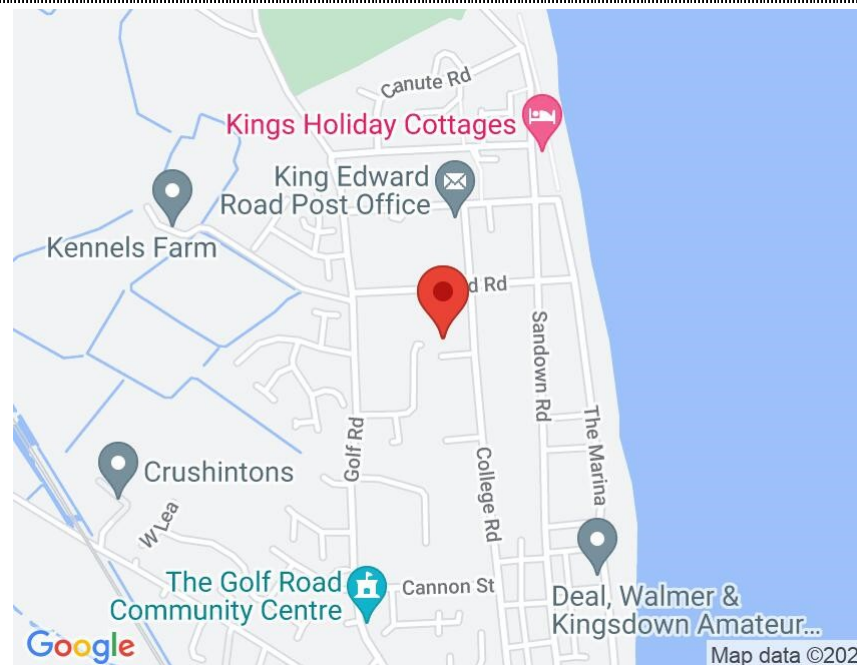 Canute Rd
Kings Holiday Cottages
King Edward
Road Post Office
Kennels Farm
d Rd
Sandown Rd
The Marina
Golf Rd
Crushintons
College Rd
W Lea
The Golf Road
Community Centre
Cannon St
Deal, Walmer &
Kingsdown Amateur...
Google
Map data ©202